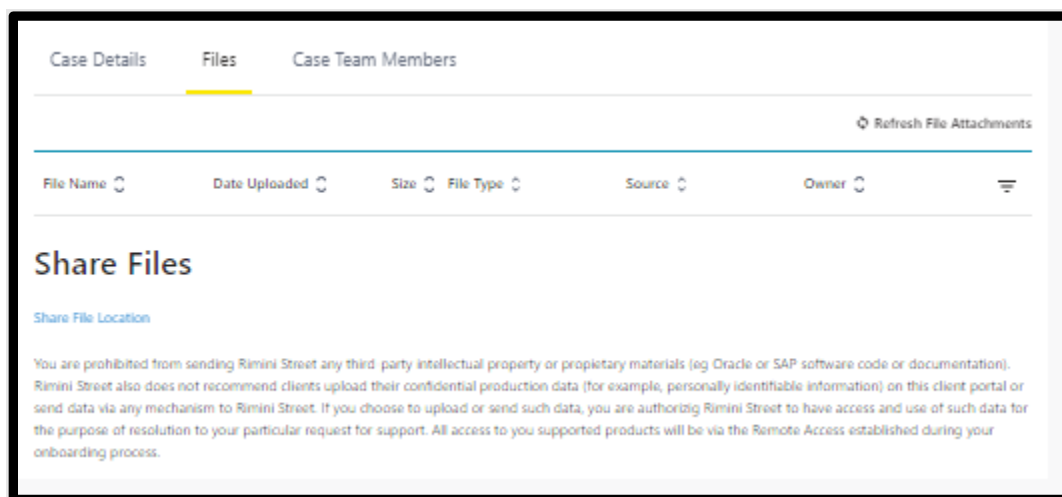 Case Details Files Case Team Members
Refresh File Attachments
File Name Date Uploaded Size File Type Source Owner
Share Files
Share File Location
You are prohibited from sending Rimini Street any third party intellectual property or propietary materials (eg Oracle or SAP software code or documentation).
Rimini Street also does not recommend clients upload their confidential production data (for example, personally identifiable information) on this client portal or
send data via any mechanism to Rimini Street. If you choose to upload or send such data, you are authorizig Rimini Street to have access and use of such data for
the purpose of resolution to your particular request for support. All access to you supported products will be via the Remote Access established during your
onboarding process.